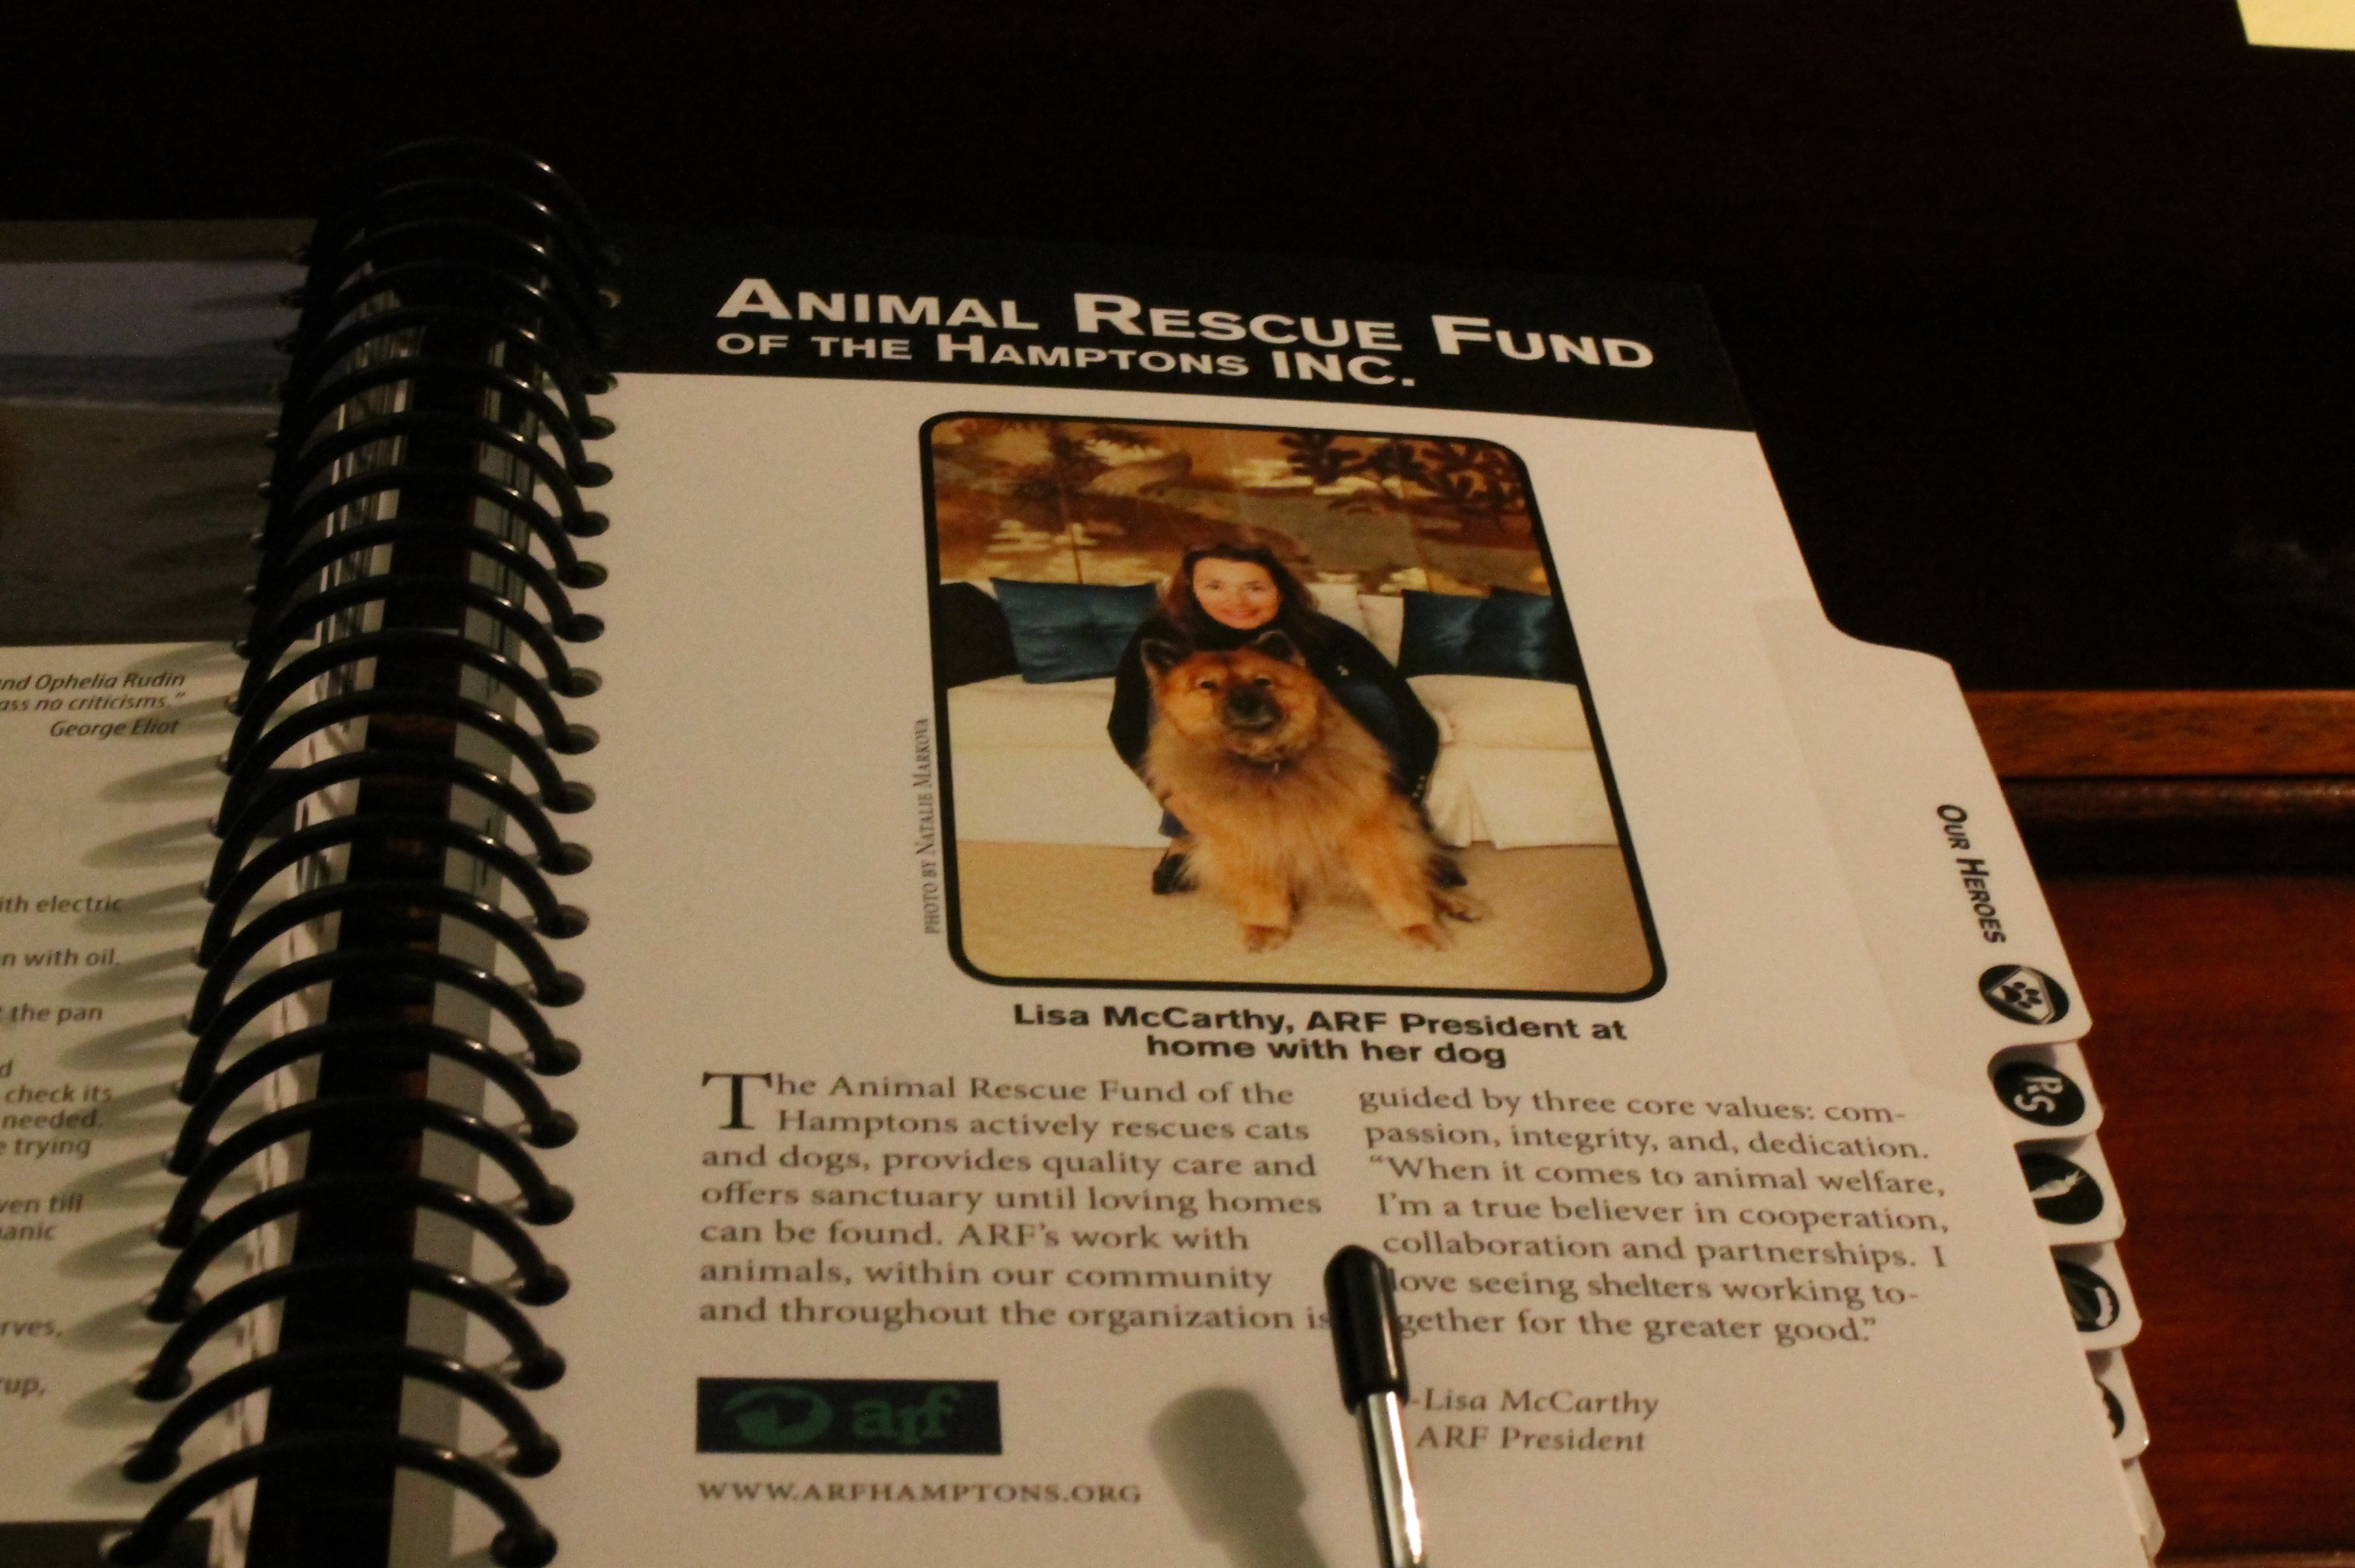 nd Ophelia Rudin
ass no criticisms."
George Eliot
ith electric
n with oil.
the pan
d
check its
needed.
trying
ven till
anic
rves,
rup,
ANIMAL RESCUE FUND
OF THE HAMPTONS INC.
PHOTO BY NATALIE MARKOVA
Lisa McCarthy, ARF President at
home with her dog
The Animal Rescue Fund of the
Hamptons actively rescues cats
and dogs, provides quality care and
offers sanctuary until loving homes
can be found. ARF's work with
animals, within our community
and throughout the organization is
guided by three core values: com-
passion, integrity, and, dedication.
"When it comes to animal welfare,
I'm a true believer in cooperation,
collaboration and partnerships. I
love seeing shelters working to-
gether for the greater good."
-Lisa McCarthy
ARF President
arf
WWW.ARFHAMPTONS.ORG
OUR HEROES
RS